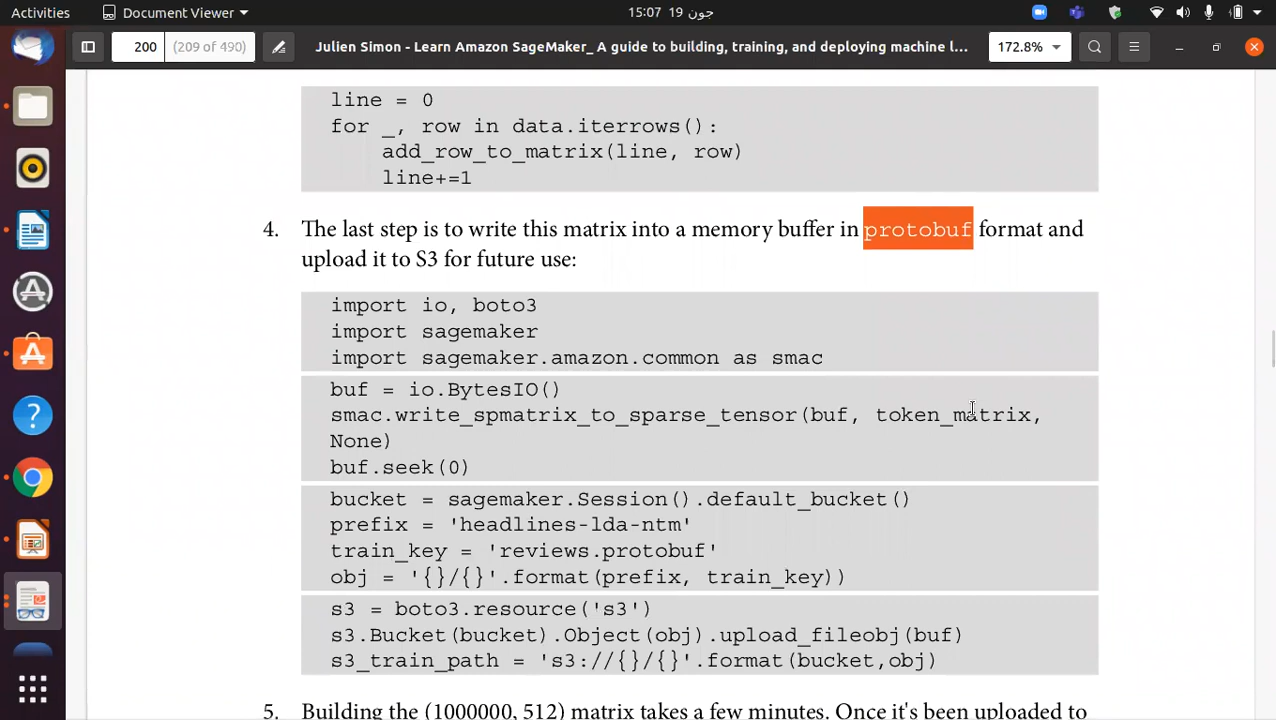 Activities Document Viewer 15:07 19 جون
200 (209 of 490) Julien Simon - Learn Amazon SageMaker_ A guide to building, training, and deploying machine l... 172.8%
line = 0
for _, row in data.iterrows():
add_row_to_matrix(line, row)
line+=1
4. The last step is to write this matrix into a memory buffer in protobuf format and
upload it to S3 for future use:
import io, boto3
import sagemaker
import sagemaker.amazon.common as smac
buf = io.BytesIO()
smac.write_spmatrix_to_sparse_tensor(buf, token_matrix,
None)
buf.seek(0)
bucket = sagemaker.Session().default_bucket()
prefix = 'headlines-lda-ntm'
train_key = 'reviews.protobuf'
obj = '{}/{}'.format(prefix, train_key))
s3 = boto3.resource('s3')
s3.Bucket(bucket).Object(obj).upload_fileobj(buf)
s3_train_path = 's3://{}/{}'.format(bucket,obj)
5. Building the (1000000, 512) matrix takes a few minutes. Once it's been uploaded to